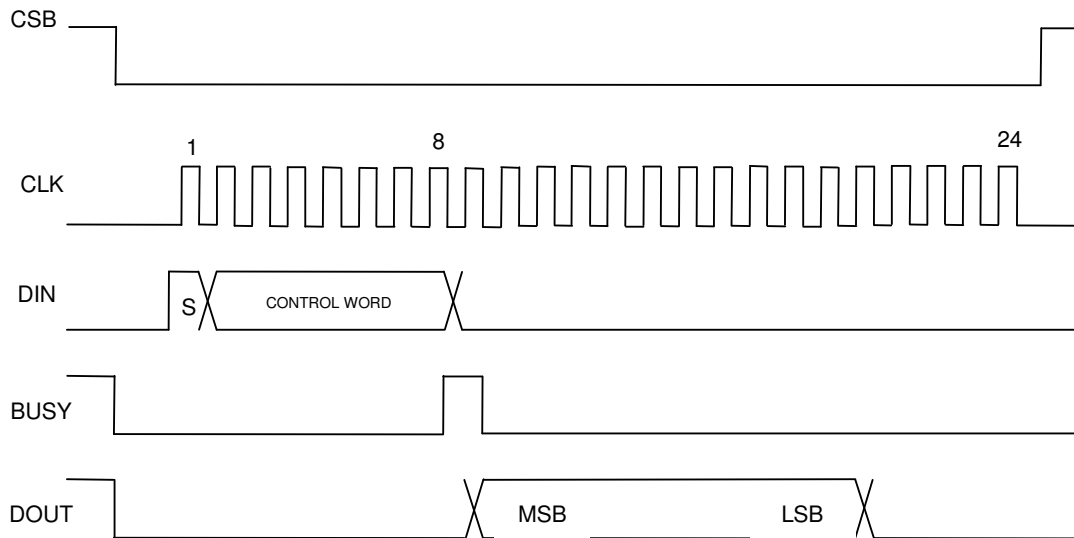 CSB
1 8 24
CLK
DIN
S CONTROL WORD
BUSY
DOUT
MSB LSB